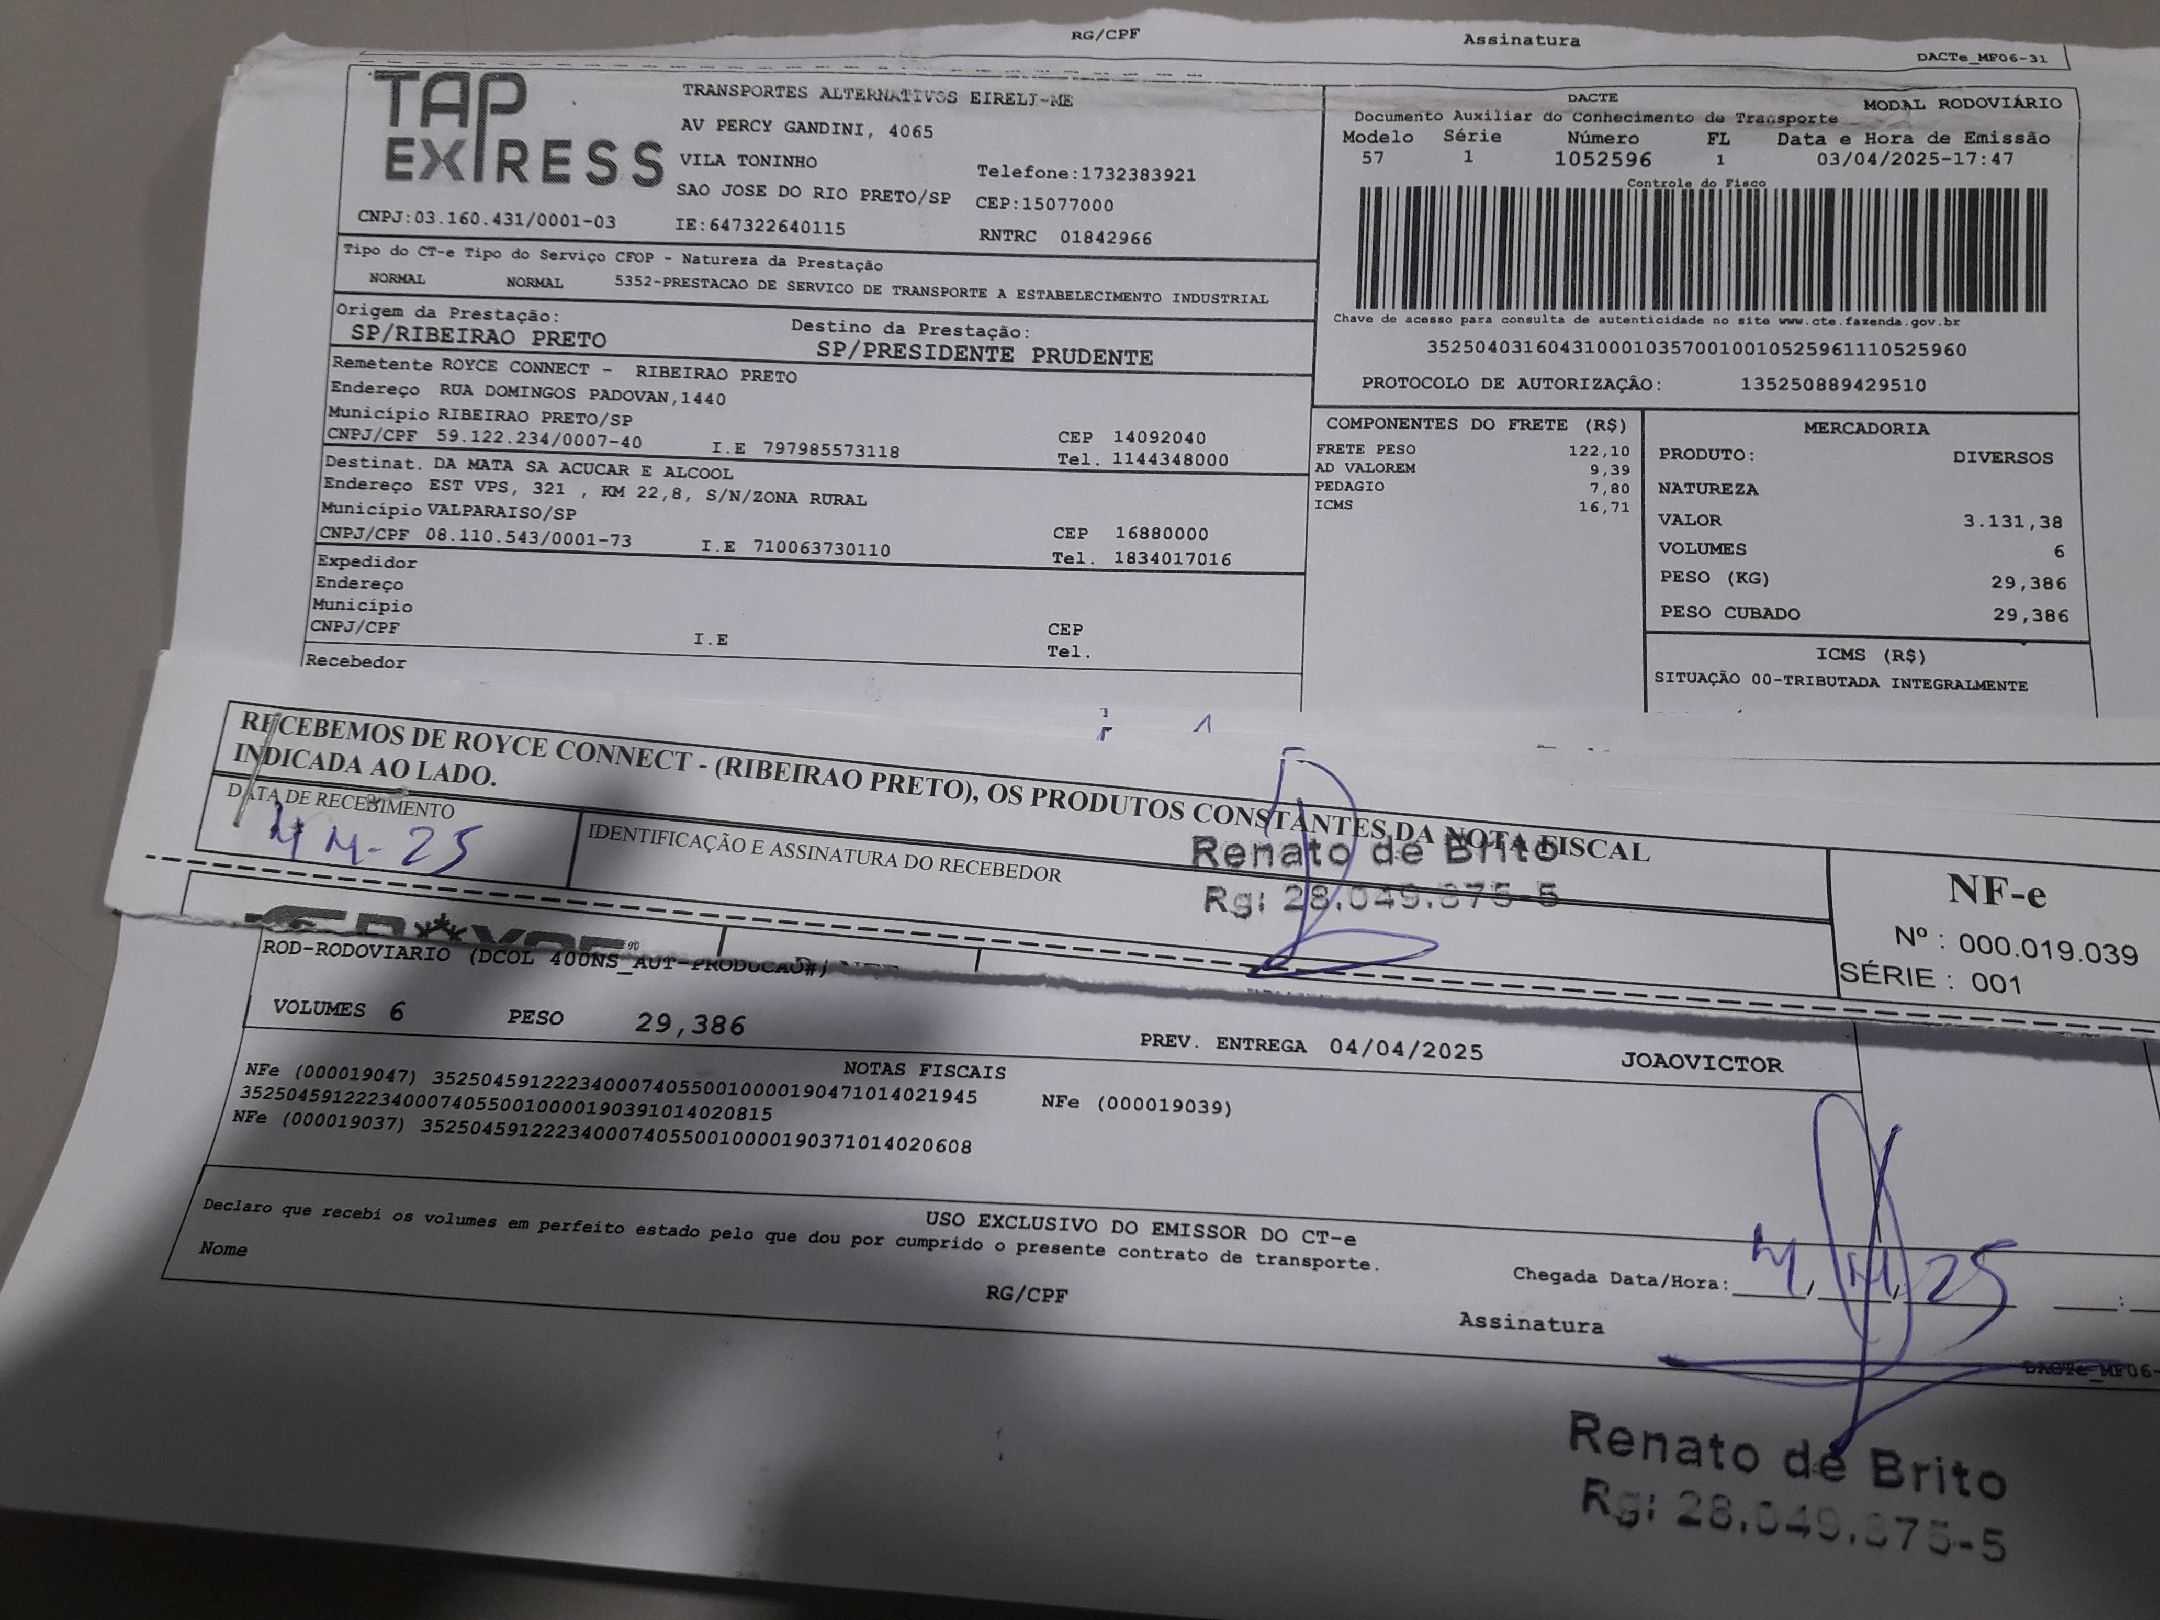 RG/CPF Assinatura
DACTe_MF06-31
TAP EXPRESS
TRANSPORTES ALTERNATIVOS EIRELI-ME
AV PERCY GANDINI, 4065
VILA TONINHO Telefone:1732383921
SAO JOSE DO RIO PRETO/SP CEP:15077000
CNPJ:03.160.431/0001-03 IE:647322640115 RNTRC 01842966
DACTE MODAL RODOVIÁRIO
Documento Auxiliar do Conhecimento de Transporte
Modelo Série Número FL Data e Hora de Emissão
57 1 1052596 1 03/04/2025-17:47
Controle do Fisco
Chave de acesso para consulta de autenticidade no site www.cte.fazenda.gov.br
35250403160431000103570010010525961110525960
PROTOCOLO DE AUTORIZAÇÃO: 135250889429510
Tipo do CT-e Tipo do Serviço CFOP - Natureza da Prestação
NORMAL NORMAL 5352-PRESTACAO DE SERVICO DE TRANSPORTE A ESTABELECIMENTO INDUSTRIAL
Origem da Prestação: Destino da Prestação:
SP/RIBEIRAO PRETO SP/PRESIDENTE PRUDENTE
Remetente ROYCE CONNECT - RIBEIRAO PRETO
Endereço RUA DOMINGOS PADOVAN,1440
Município RIBEIRAO PRETO/SP CEP 14092040
CNPJ/CPF 59.122.234/0007-40 I.E 797985573118 Tel. 1144348000
Destinat. DA MATA SA ACUCAR E ALCOOL
Endereço EST VPS, 321 , KM 22,8, S/N/ZONA RURAL
Município VALPARAISO/SP CEP 16880000
CNPJ/CPF 08.110.543/0001-73 I.E 710063730110 Tel. 1834017016
Expedidor
Endereço
Município CEP
CNPJ/CPF I.E Tel.
Recebedor
COMPONENTES DO FRETE (R$)
FRETE PESO 122,10
AD VALOREM 9,39
PEDAGIO 7,80
ICMS 16,71
MERCADORIA
PRODUTO: DIVERSOS
NATUREZA
VALOR 3.131,38
VOLUMES 6
PESO (KG) 29,386
PESO CUBADO 29,386
ICMS (R$)
SITUAÇÃO 00-TRIBUTADA INTEGRALMENTE
RECEBEMOS DE ROYCE CONNECT - (RIBEIRAO PRETO), OS PRODUTOS CONSTANTES DA NOTA FISCAL
INDICADA AO LADO.
DATA DE RECEBIMENTO
IDENTIFICAÇÃO E ASSINATURA DO RECEBEDOR
Renato de Brito
Rg: 28.049.875-5
NF-e
Nº : 000.019.039
SÉRIE : 001
ROD-RODOVIARIO (DCOL 400NS_AUT-PRODUCAO#)
VOLUMES 6 PESO 29,386 PREV. ENTREGA 04/04/2025 JOAOVICTOR
NOTAS FISCAIS
NFe (000019047) 35250459122234000740550010000190471014021945 NFe (000019039)
35250459122234000740550010000190391014020815
NFe (000019037) 35250459122234000740550010000190371014020608
USO EXCLUSIVO DO EMISSOR DO CT-e
Declaro que recebi os volumes em perfeito estado pelo que dou por cumprido o presente contrato de transporte.
Nome RG/CPF Chegada Data/Hora:
Assinatura
DACTe_MF06-
Renato de Brito
Rg: 28.049.875-5